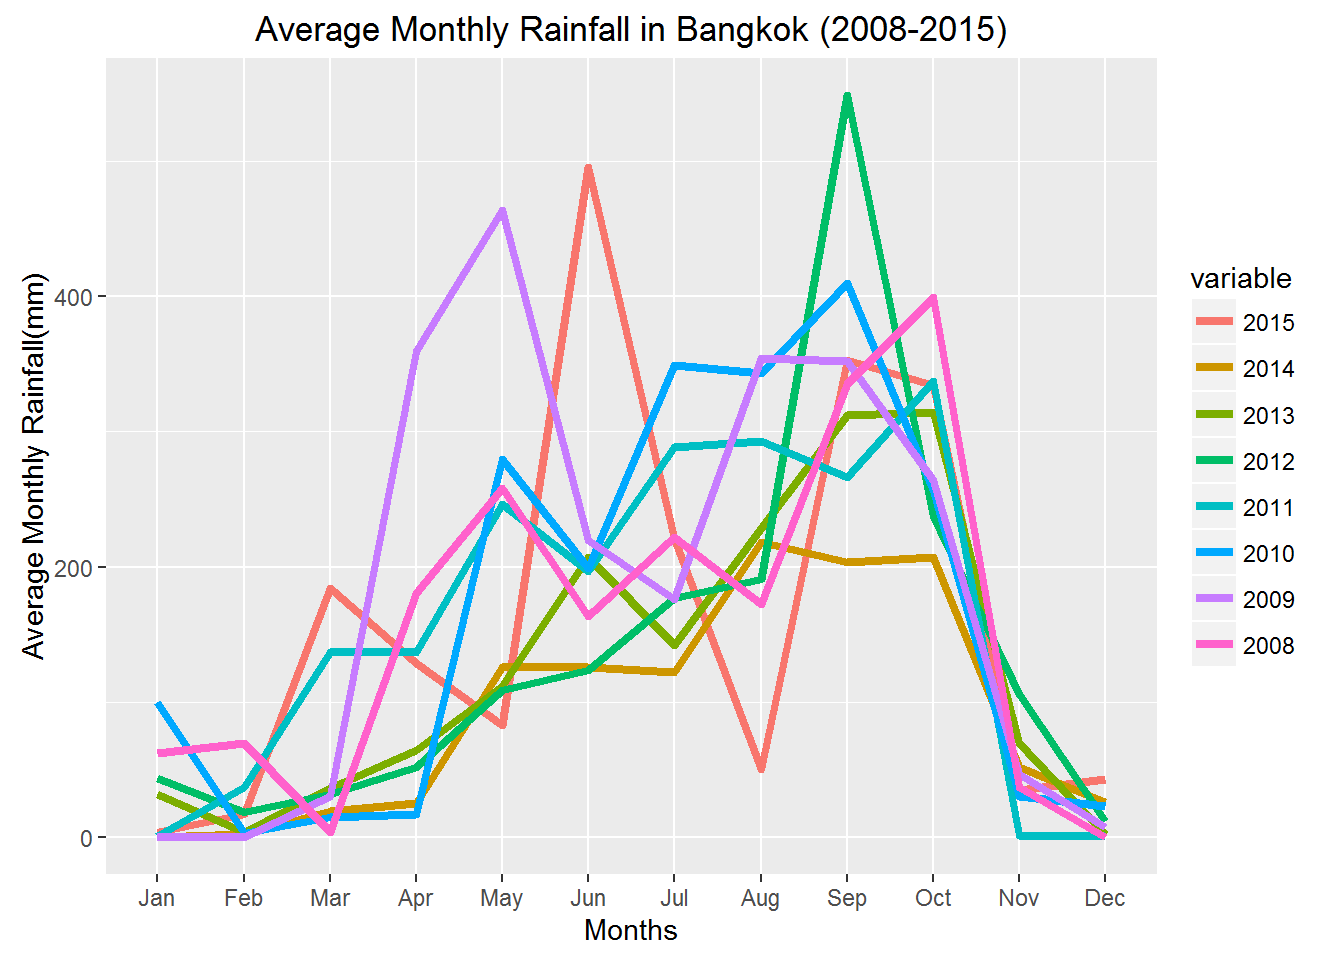 Average Monthly Rainfall in Bangkok (2008-2015)
Average Monthly Rainfall(mm)
400
200
0
Jan Feb Mar Apr May Jun Jul Aug Sep Oct Nov Dec
Months
variable
2015
2014
2013
2012
2011
2010
2009
2008